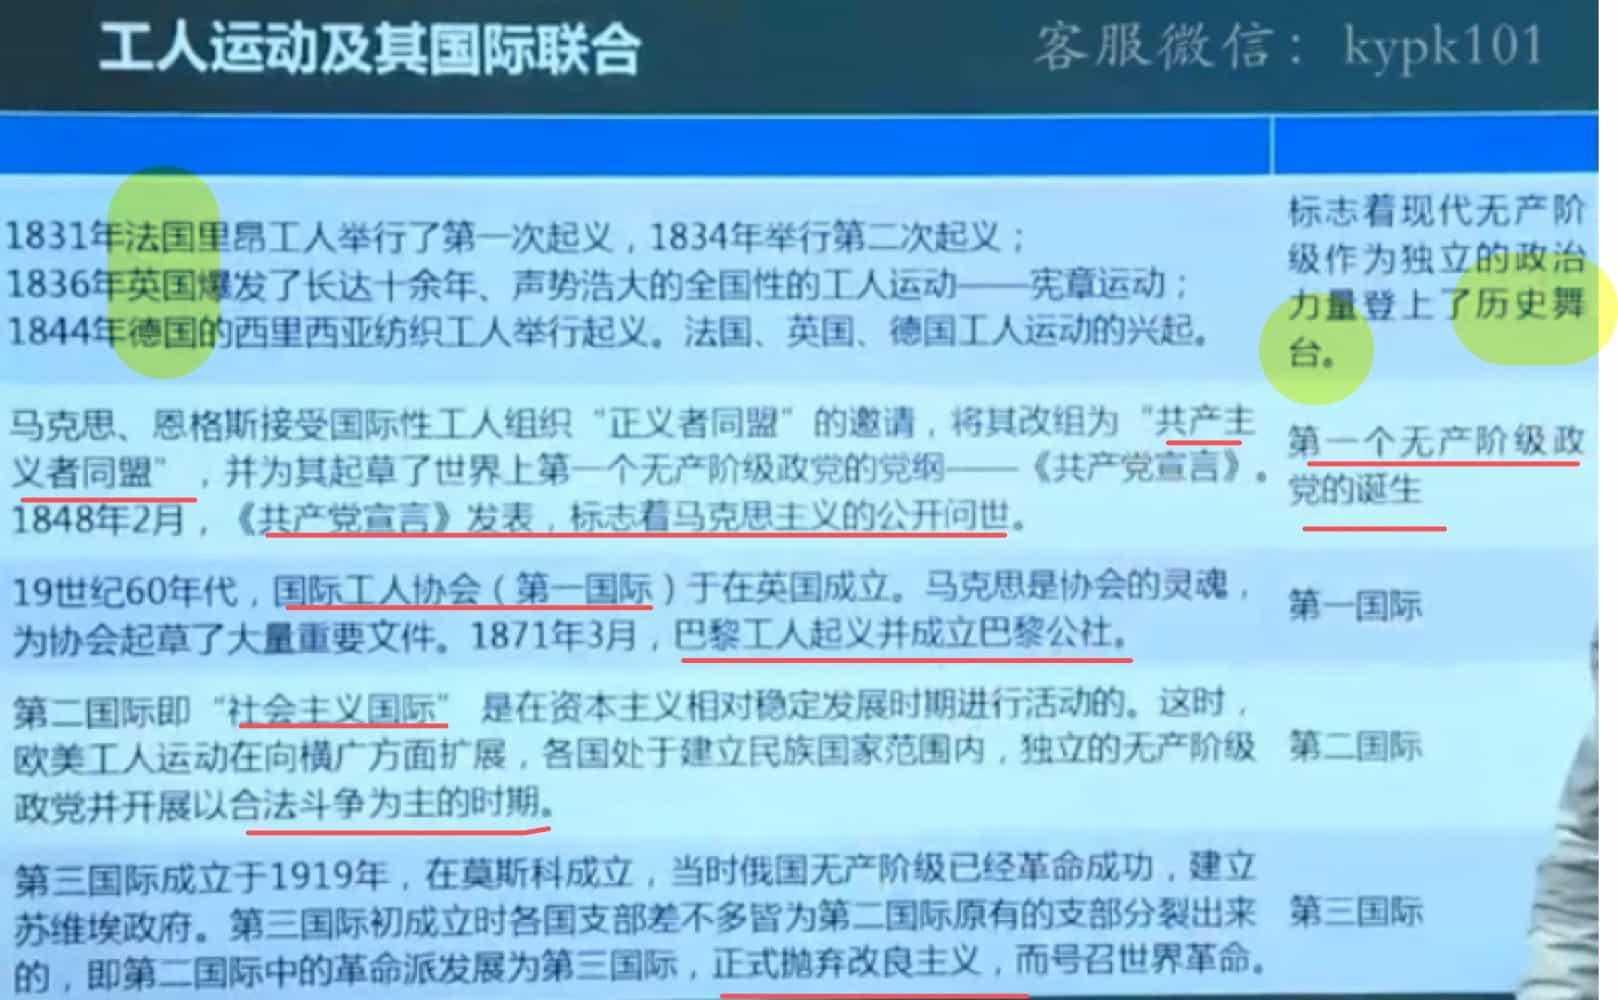 工人运动及其国际联合
客服微信：kypk101
1831年法国里昂工人举行了第一次起义，1834年举行第二次起义；
1836年英国爆发了长达十余年、声势浩大的全国性的工人运动——宪章运动；
1844年德国的西里西亚纺织工人举行起义。法国、英国、德国工人运动的兴起。
标志着现代无产阶
级作为独立的政治
力量登上了历史舞
台。
马克思、恩格斯接受国际性工人组织“正义者同盟”的邀请，将其改组为“共产主
义者同盟”，并为其起草了世界上第一个无产阶级政党的党纲——《共产党宣言》。
1848年2月，《共产党宣言》发表，标志着马克思主义的公开问世。
第一个无产阶级政
党的诞生
19世纪60年代，国际工人协会（第一国际）于在英国成立。马克思是协会的灵魂，
为协会起草了大量重要文件。1871年3月，巴黎工人起义并成立巴黎公社。
第一国际
第二国际即“社会主义国际” 是在资本主义相对稳定发展时期进行活动的。这时，
欧美工人运动在向横广方面扩展，各国处于建立民族国家范围内，独立的无产阶级
政党并开展以合法斗争为主的时期。
第二国际
第三国际成立于1919年，在莫斯科成立，当时俄国无产阶级已经革命成功，建立
苏维埃政府。第三国际初成立时各国支部差不多皆为第二国际原有的支部分裂出来
的，即第二国际中的革命派发展为第三国际，正式抛弃改良主义，而号召世界革命。
第三国际